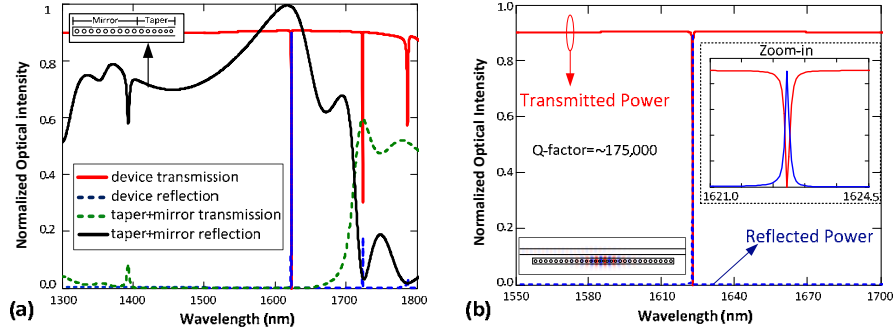 Mirror
Taper
Normalized Optical intensity
1
0.8
0.6
0.4
0.2
0.0
device transmission
device reflection
taper+mirror transmission
taper+mirror reflection
1300
1400
1500
1600
1700
1800
Wavelength (nm)
(a)
Normalized Optical Intensity
1.0
0.8
0.6
0.4
0.2
0.0
Transmitted Power
Q-factor=~175,000
Zoom-in
1621.0
1624.5
Reflected Power
1550
1585
1610
1640
1670
1700
Wavelength (nm)
(b)